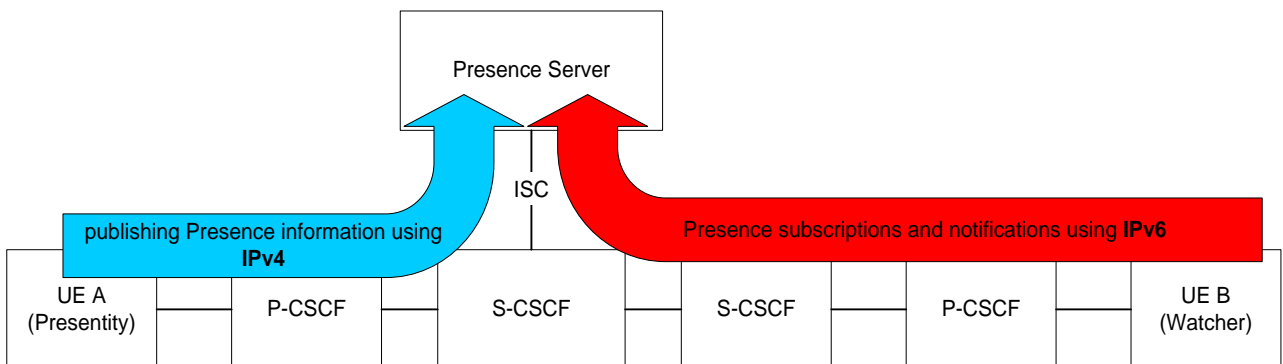 Presence Server
ISC
publishing Presence information using
IPv4
Presence subscriptions and notifications using IPv6
UE A
(Presentity)
P-CSCF
S-CSCF
S-CSCF
P-CSCF
UE B
(Watcher)